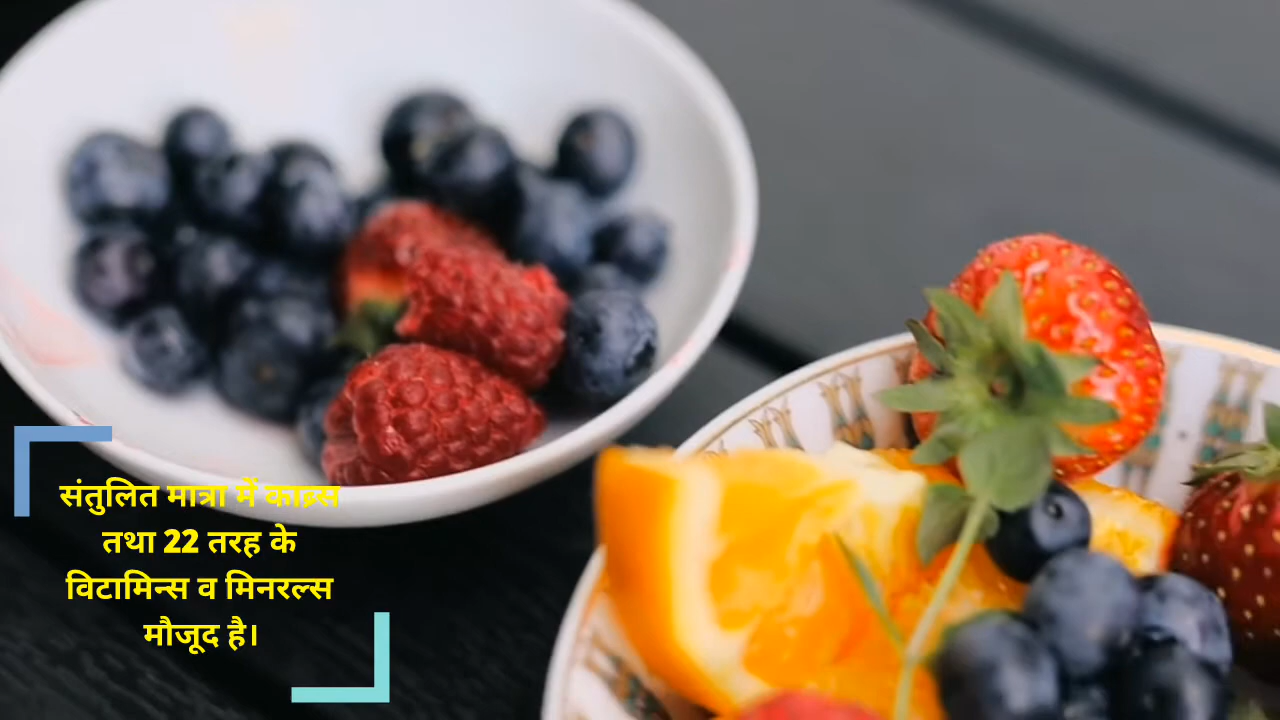 संतुलित मात्रा में काब्र्स
तथा 22 तरह के
विटामिन्स व मिनरल्स
मौजूद है।